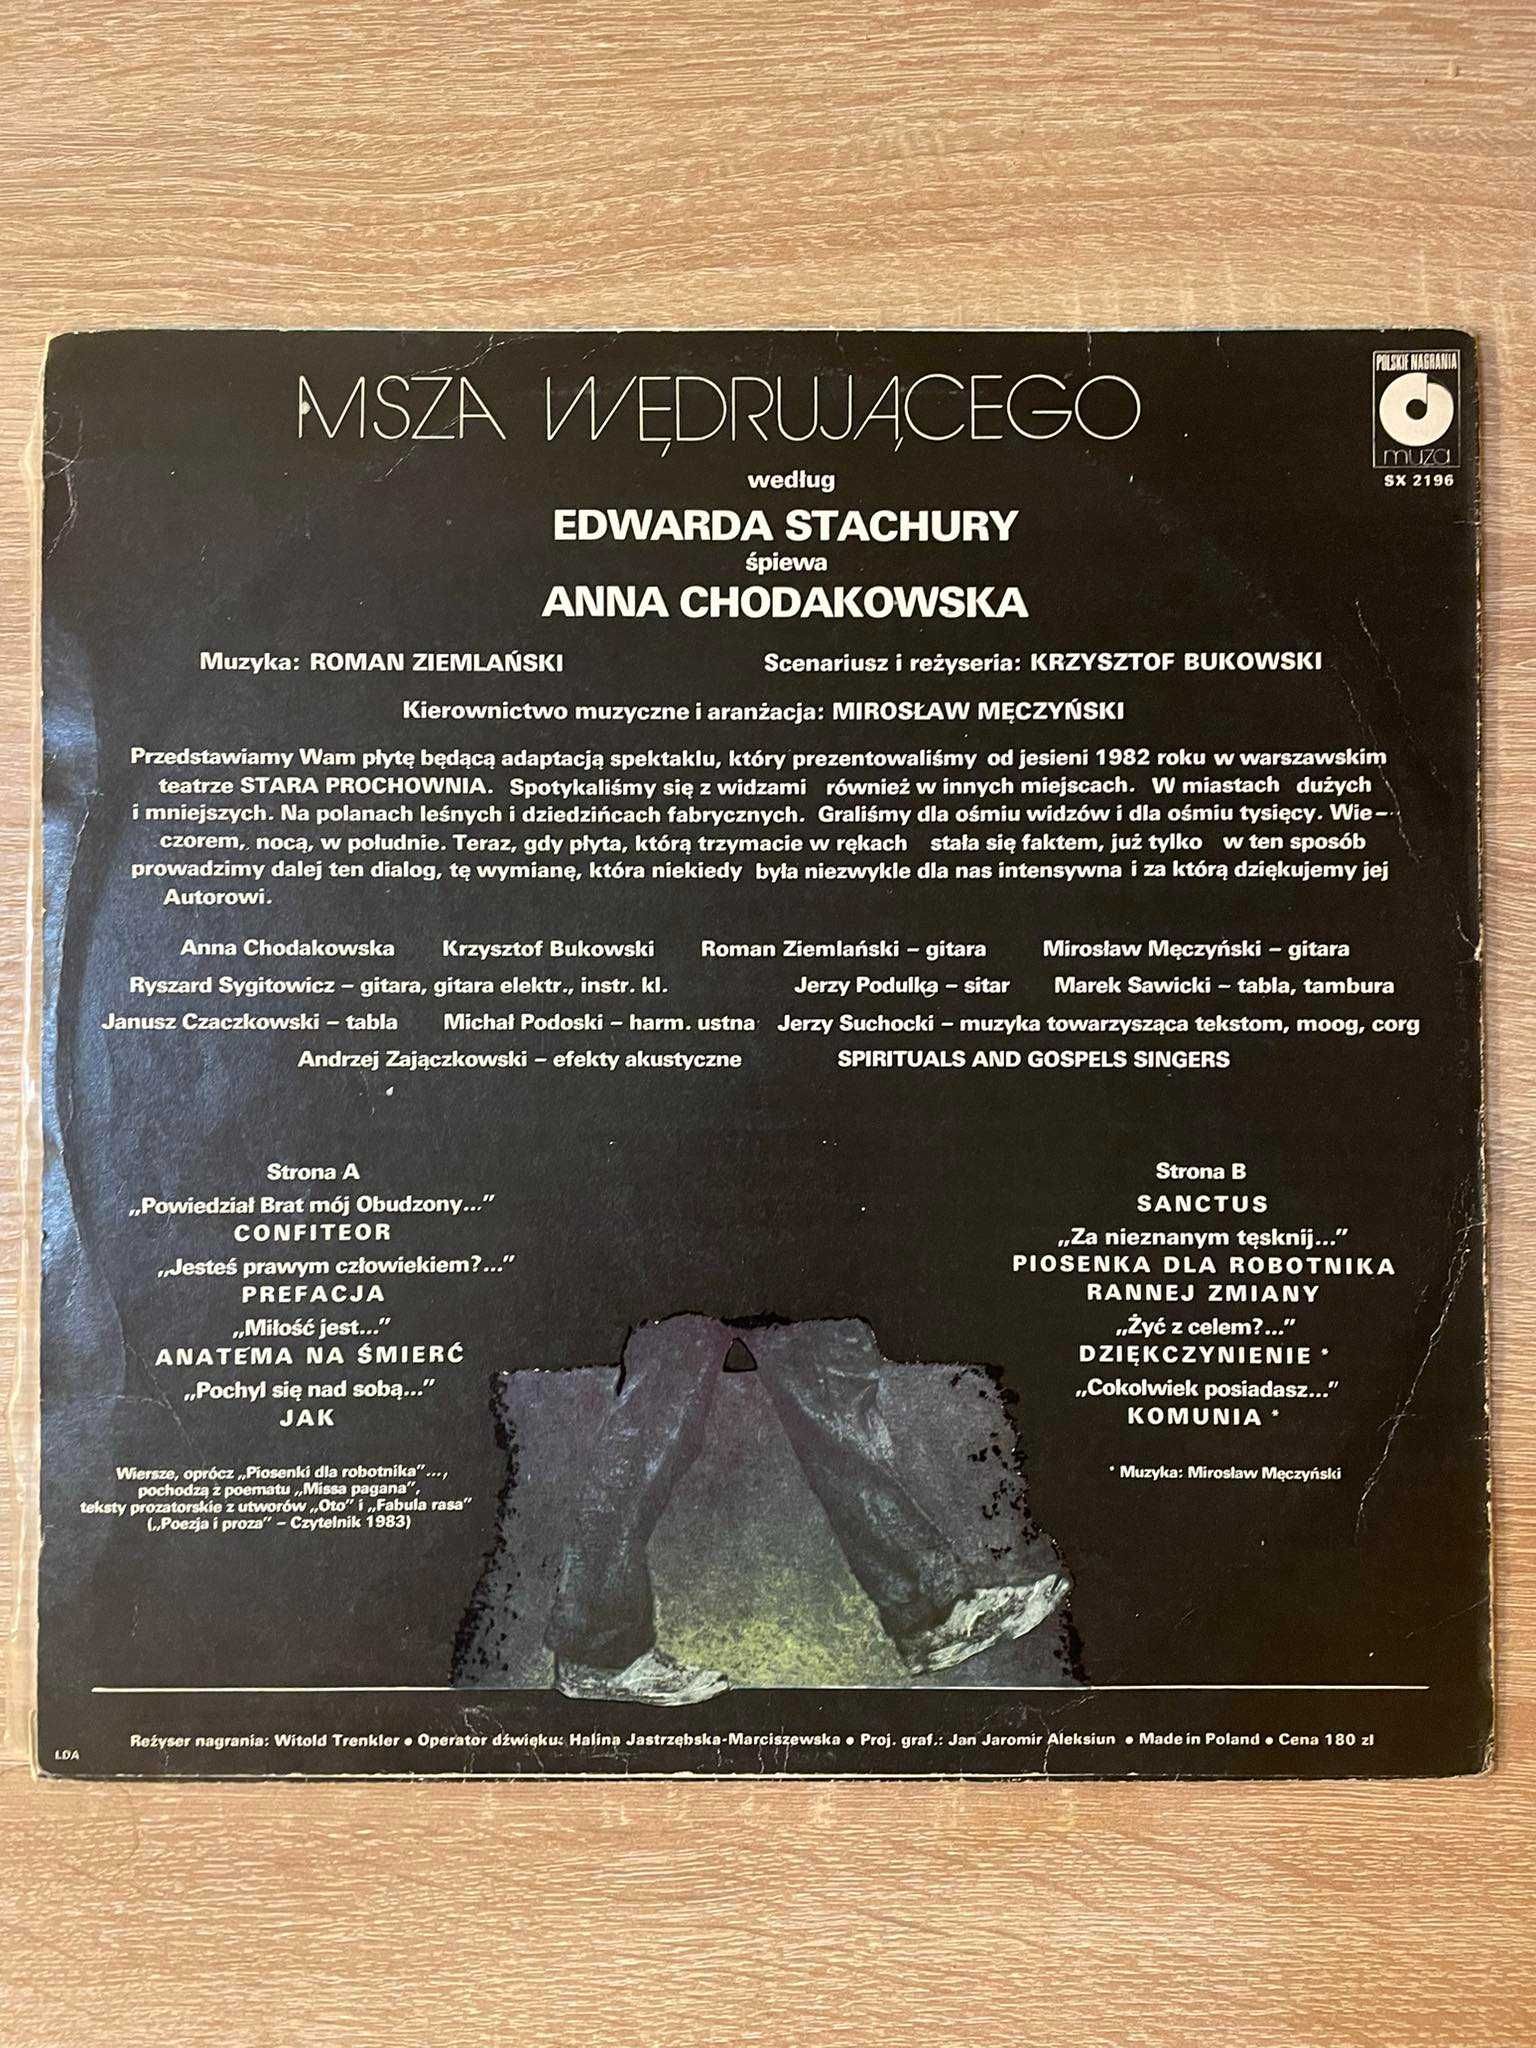 MSZA WĘDRUJĄCEGO
POLSKIE NAGRANIA
muza
SX 2196
według
EDWARDA STACHURY
śpiewa
ANNA CHODAKOWSKA
Muzyka: ROMAN ZIEMLAŃSKI Scenariusz i reżyseria: KRZYSZTOF BUKOWSKI
Kierownictwo muzyczne i aranżacja: MIROSŁAW MĘCZYŃSKI
Przedstawiamy Wam płytę będącą adaptacją spektaklu, który prezentowaliśmy od jesieni 1982 roku w warszawskim
teatrze STARA PROCHOWNIA. Spotykaliśmy się z widzami również w innych miejscach. W miastach dużych
i mniejszych. Na polanach leśnych i dziedzińcach fabrycznych. Graliśmy dla ośmiu widzów i dla ośmiu tysięcy. Wie–
czorem, nocą, w południe. Teraz, gdy płyta, którą trzymacie w rękach stała się faktem, już tylko w ten sposób
prowadzimy dalej ten dialog, tę wymianę, która niekiedy była niezwykle dla nas intensywna i za którą dziękujemy jej
Autorowi.
Anna Chodakowska Krzysztof Bukowski Roman Ziemlański – gitara Mirosław Męczyński – gitara
Ryszard Sygitowicz – gitara, gitara elektr., instr. kl. Jerzy Podulka – sitar Marek Sawicki – tabla, tambura
Janusz Czaczkowski – tabla Michał Podoski – harm. ustna Jerzy Suchocki – muzyka towarzysząca tekstom, moog, corg
Andrzej Zajączkowski – efekty akustyczne SPIRITUALS AND GOSPELS SINGERS
Strona A
„Powiedział Brat mój Obudzony...”
CONFITEOR
„Jesteś prawym człowiekiem?...”
PREFACJA
„Miłość jest...”
ANATEMA NA ŚMIERĆ
„Pochyl się nad sobą...”
JAK
Wiersze, oprócz „Piosenki dla robotnika”...,
pochodzą z poematu „Missa pagana”,
teksty prozatorskie z utworów „Oto” i „Fabula rasa”
(„Poezja i proza” – Czytelnik 1983)
Strona B
SANCTUS
„Za nieznanym tęsknij...”
PIOSENKA DLA ROBOTNIKA
RANNEJ ZMIANY
„Żyć z celem?...”
DZIĘKCZYNIENIE *
„Cokolwiek posiadasz...”
KOMUNIA *
* Muzyka: Mirosław Męczyński
LDA
Reżyser nagrania: Witold Trenkler ● Operator dźwięku: Halina Jastrzębska-Marciszewska ● Proj. graf.: Jan Jaromir Aleksiun ● Made in Poland ● Cena 180 zl